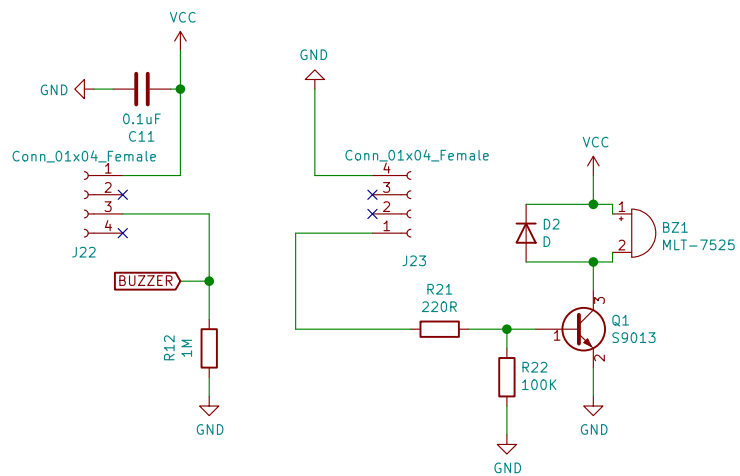 VCC
GND
0.1uF
C11
Conn_01x04_Female
1
2
3
4
J22
BUZZER
R12
1M
GND
GND
Conn_01x04_Female
4
3
2
1
J23
R21
220R
R22
100K
GND
VCC
D2
D
1
+
2
BZ1
MLT-7525
3
1
2
Q1
S9013
GND